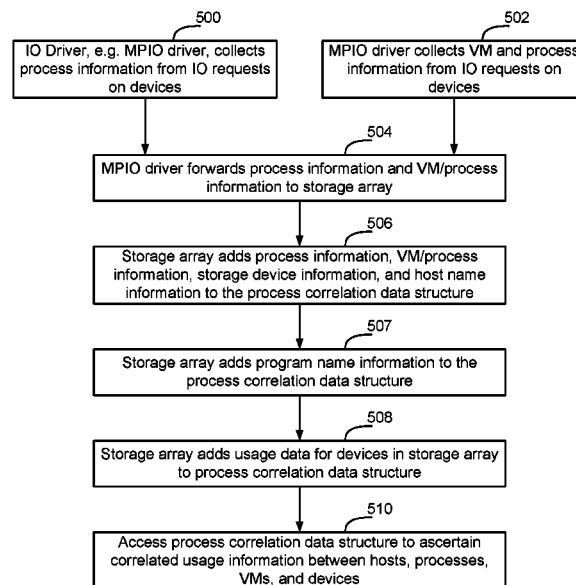 500
IO Driver, e.g. MPIO driver, collects
process information from IO requests
on devices
502
MPIO driver collects VM and process
information from IO requests on
devices
504
MPIO driver forwards process information and VM/process
information to storage array
506
Storage array adds process information, VM/process
information, storage device information, and host name
information to the process correlation data structure
507
Storage array adds program name information to the
process correlation data structure
508
Storage array adds usage data for devices in storage array
to process correlation data structure
510
Access process correlation data structure to ascertain
correlated usage information between hosts, processes,
VMs, and devices